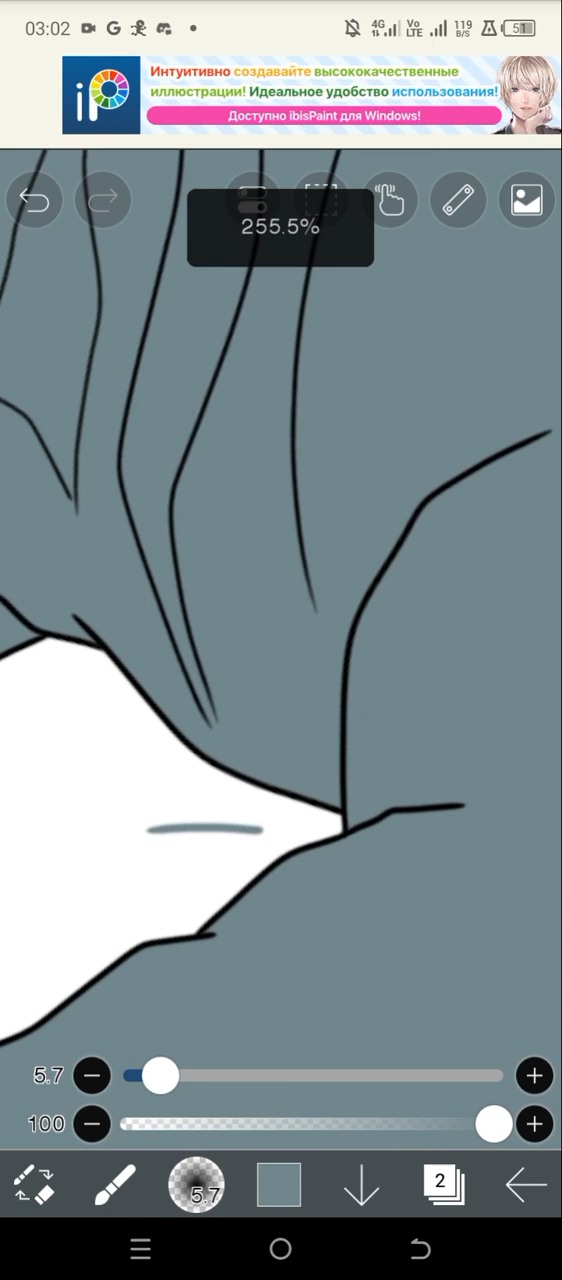 03:02
4G Vo LTE 119 B/S 51
iP
Интуитивно создавайте высококачественные
иллюстрации! Идеальное удобство использования!
Доступно ibisPaint для Windows!
255.5%
5.7
100
5.7
2